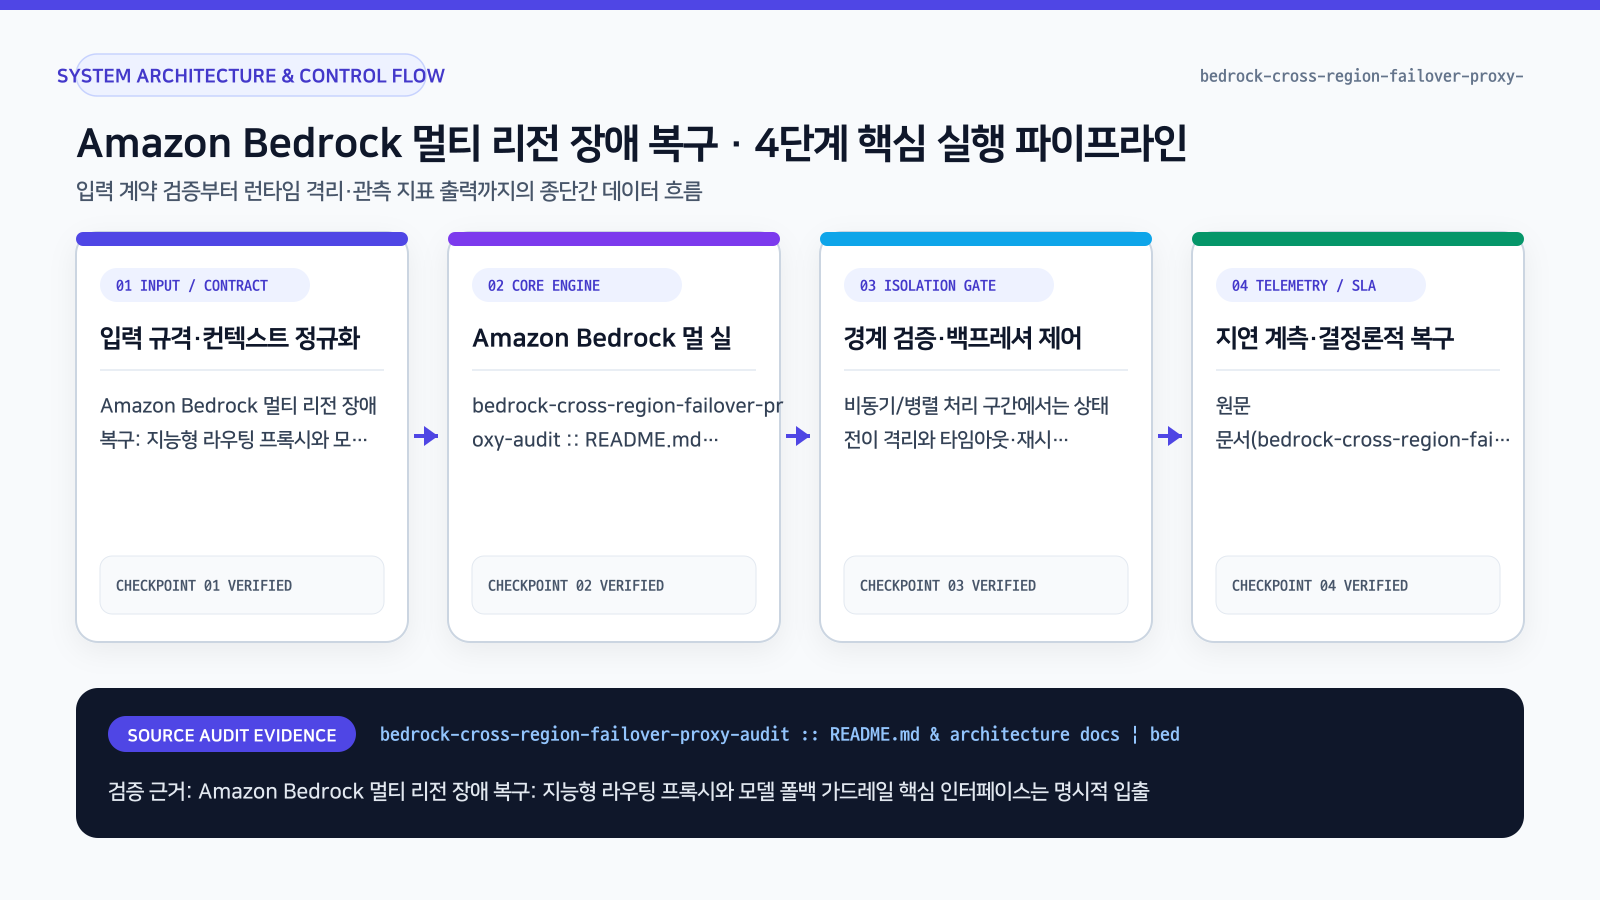 SYSTEM ARCHITECTURE & CONTROL FLOW
bedrock-cross-region-failover-proxy-
Amazon Bedrock 멀티 리전 장애 복구 · 4단계 핵심 실행 파이프라인
입력 계약 검증부터 런타임 격리·관측 지표 출력까지의 종단간 데이터 흐름
01 INPUT / CONTRACT
입력 규격·컨텍스트 정규화
Amazon Bedrock 멀티 리전 장애
복구: 지능형 라우팅 프록시와 모…
CHECKPOINT 01 VERIFIED
02 CORE ENGINE
Amazon Bedrock 멀 실
bedrock-cross-region-failover-pr
oxy-audit :: README.md…
CHECKPOINT 02 VERIFIED
03 ISOLATION GATE
경계 검증·백프레셔 제어
비동기/병렬 처리 구간에서는 상태
전이 격리와 타임아웃·재시…
CHECKPOINT 03 VERIFIED
04 TELEMETRY / SLA
지연 계측·결정론적 복구
원문
문서(bedrock-cross-region-fai…
CHECKPOINT 04 VERIFIED
SOURCE AUDIT EVIDENCE
bedrock-cross-region-failover-proxy-audit :: README.md & architecture docs | bed
검증 근거: Amazon Bedrock 멀티 리전 장애 복구: 지능형 라우팅 프록시와 모델 폴백 가드레일 핵심 인터페이스는 명시적 입출